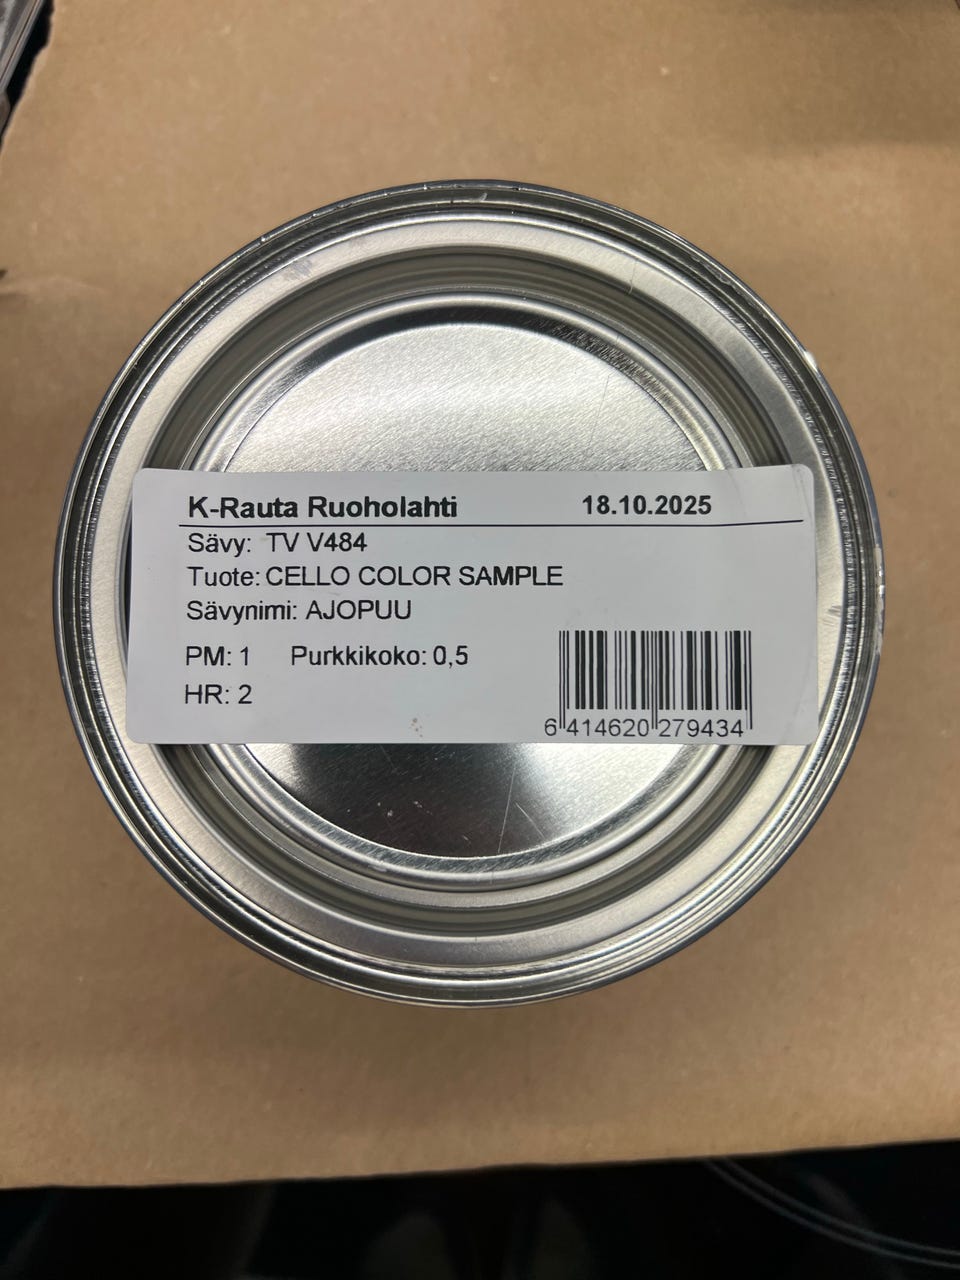 K-Rauta Ruoholahti 18.10.2025
Sävy: TV V484
Tuote: CELLO COLOR SAMPLE
Sävynimi: AJOPUU
PM: 1 Purkkikoko: 0,5
HR: 2
6 414620 279434